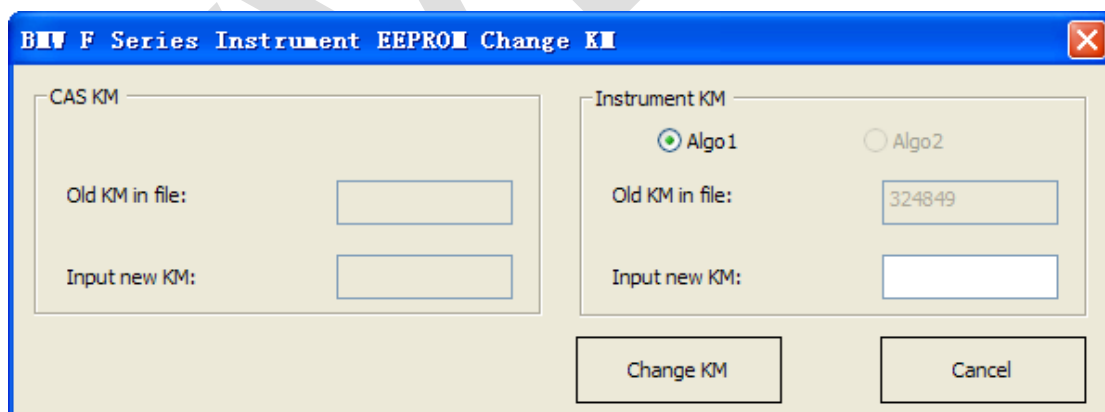 BMW F Series Instrument EEPROM Change KM
CAS KM
Old KM in file:
Input new KM:
Instrument KM
Algo1
Algo2
Old KM in file:
324849
Input new KM:
Change KM
Cancel